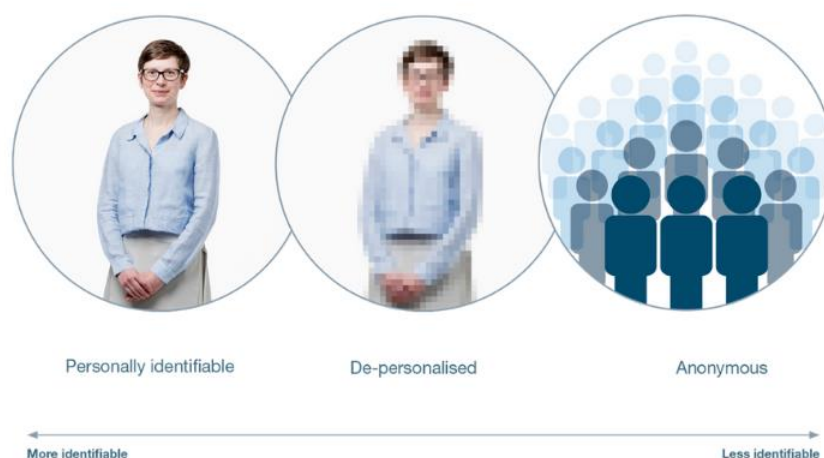 Personally identifiable
De-personalised
Anonymous
More identifiable
Less identifiable